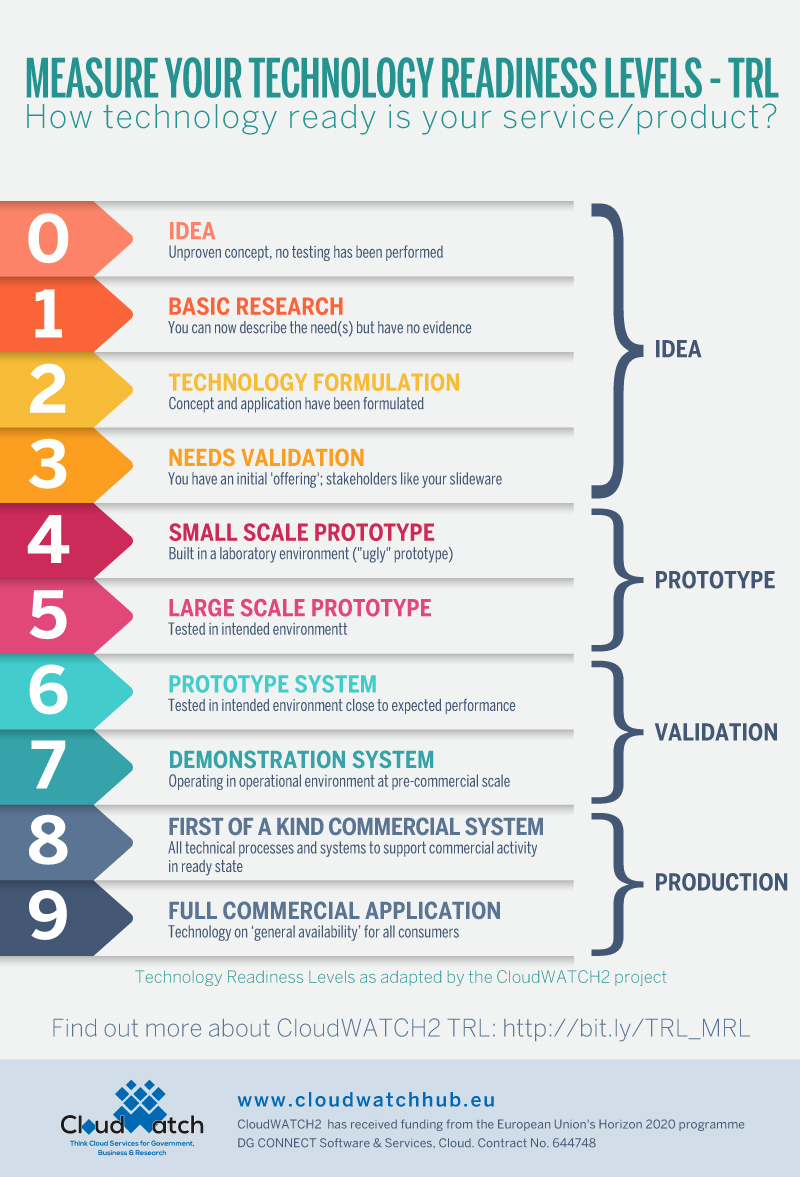 MEASURE YOUR TECHNOLOGY READINESS LEVELS - TRL
How technology ready is your service/product?
0
IDEA
Unproven concept, no testing has been performed
1
BASIC RESEARCH
You can now describe the need(s) but have no evidence
2
TECHNOLOGY FORMULATION
Concept and application have been formulated
3
NEEDS VALIDATION
You have an initial 'offering'; stakeholders like your slideware
IDEA
4
SMALL SCALE PROTOTYPE
Built in a laboratory environment ("ugly" prototype)
5
LARGE SCALE PROTOTYPE
Tested in intended environmentt
PROTOTYPE
6
PROTOTYPE SYSTEM
Tested in intended environment close to expected performance
7
DEMONSTRATION SYSTEM
Operating in operational environment at pre-commercial scale
VALIDATION
8
FIRST OF A KIND COMMERCIAL SYSTEM
All technical processes and systems to support commercial activity
in ready state
9
FULL COMMERCIAL APPLICATION
Technology on ‘general availability’ for all consumers
PRODUCTION
Technology Readiness Levels as adapted by the CloudWATCH2 project
Find out more about CloudWATCH2 TRL: http://bit.ly/TRL_MRL
CloudWatch
Think Cloud Services for Government,
Business & Research
www.cloudwatchhub.eu
CloudWATCH2 has received funding from the European Union's Horizon 2020 programme
DG CONNECT Software & Services, Cloud. Contract No. 644748